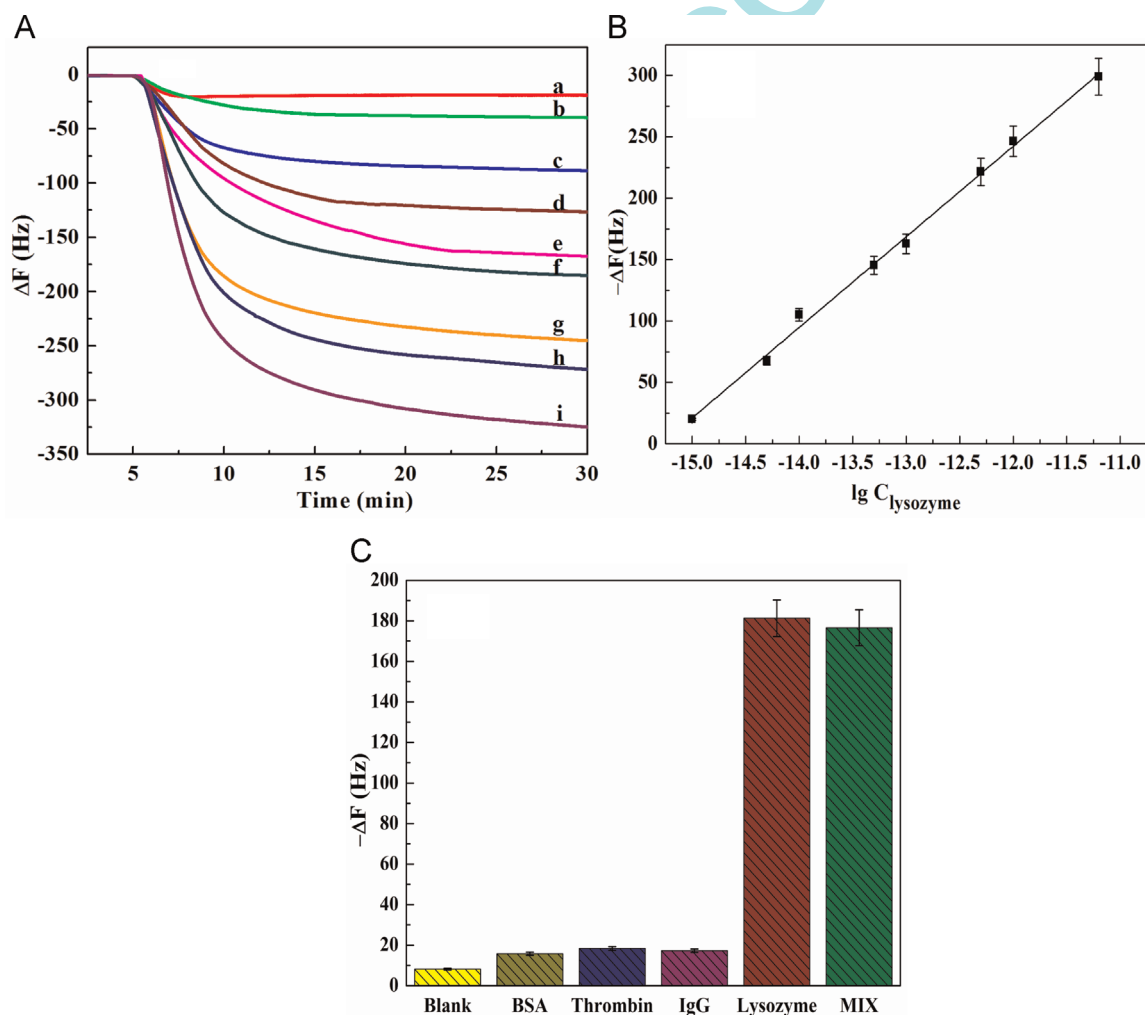 A
B
0
-50
-100
-150
-200
-250
-300
-350
ΔF (Hz)
a
b
c
d
e
f
g
h
i
5
10
15
20
25
30
Time (min)
300
250
200
150
100
50
0
−ΔF(Hz)
-15.0 -14.5 -14.0 -13.5 -13.0 -12.5 -12.0 -11.5 -11.0
lg C lysozyme
C
200
180
160
140
120
100
80
60
40
20
0
−ΔF (Hz)
Blank BSA Thrombin IgG Lysozyme MIX